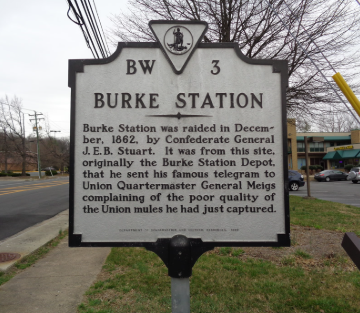 BW 3
BURKE STATION
Burke Station was raided in Decem-
ber, 1862, by Confederate General
J.E.B. Stuart. It was from this site,
originally the Burke Station Depot,
that he sent his famous telegram to
Union Quartermaster General Meigs
complaining of the poor quality of
the Union mules he had just captured.